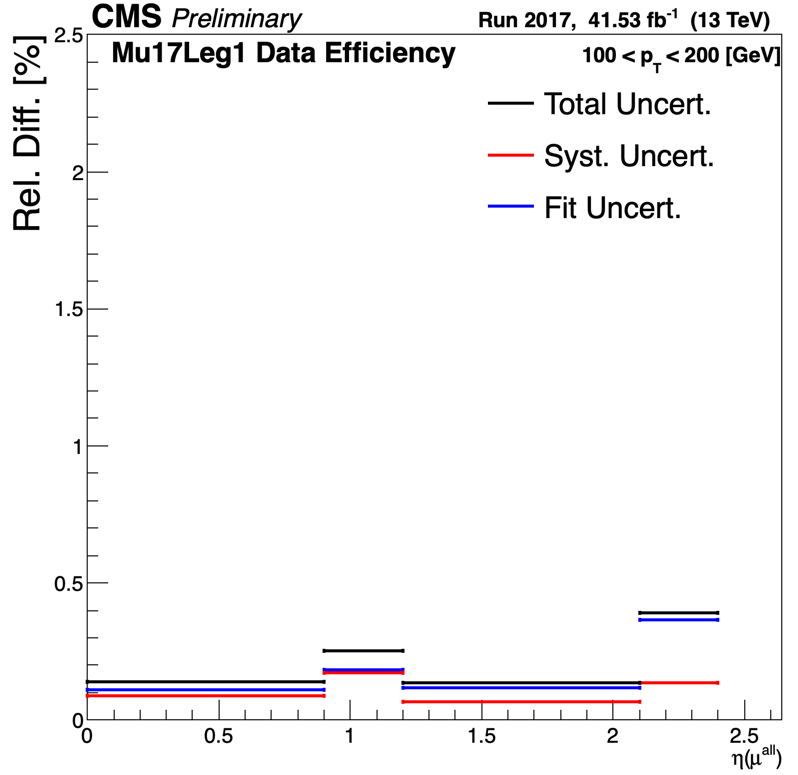 CMS Preliminary Run 2017, 41.53 fb⁻¹ (13 TeV)
Mu17Leg1 Data Efficiency 100 < p_T < 200 [GeV]
Rel. Diff. [%]
Total Uncert.
Syst. Uncert.
Fit Uncert.
2.5
2
1.5
1
0.5
0
0 0.5 1 1.5 2 2.5
η(μ^all)